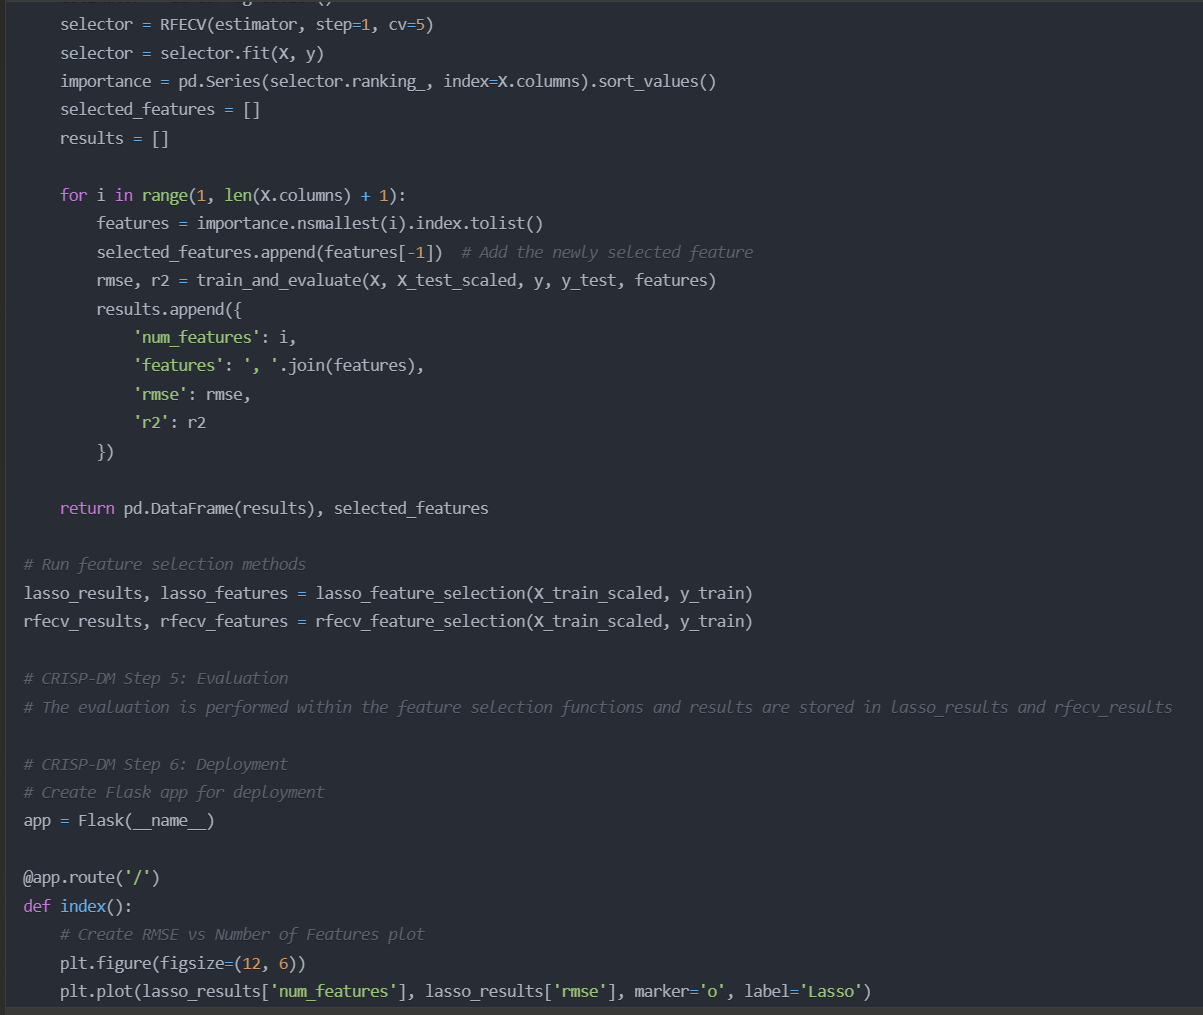 selector = RFECV(estimator, step=1, cv=5)
    selector = selector.fit(X, y)
    importance = pd.Series(selector.ranking_, index=X.columns).sort_values()
    selected_features = []
    results = []

    for i in range(1, len(X.columns) + 1):
        features = importance.nsmallest(i).index.tolist()
        selected_features.append(features[-1])  # Add the newly selected feature
        rmse, r2 = train_and_evaluate(X, X_test_scaled, y, y_test, features)
        results.append({
            'num_features': i,
            'features': ', '.join(features),
            'rmse': rmse,
            'r2': r2
        })

    return pd.DataFrame(results), selected_features

# Run feature selection methods
lasso_results, lasso_features = lasso_feature_selection(X_train_scaled, y_train)
rfecv_results, rfecv_features = rfecv_feature_selection(X_train_scaled, y_train)

# CRISP-DM Step 5: Evaluation
# The evaluation is performed within the feature selection functions and results are stored in lasso_results and rfecv_results

# CRISP-DM Step 6: Deployment
# Create Flask app for deployment
app = Flask(__name__)

@app.route('/')
def index():
    # Create RMSE vs Number of Features plot
    plt.figure(figsize=(12, 6))
    plt.plot(lasso_results['num_features'], lasso_results['rmse'], marker='o', label='Lasso')